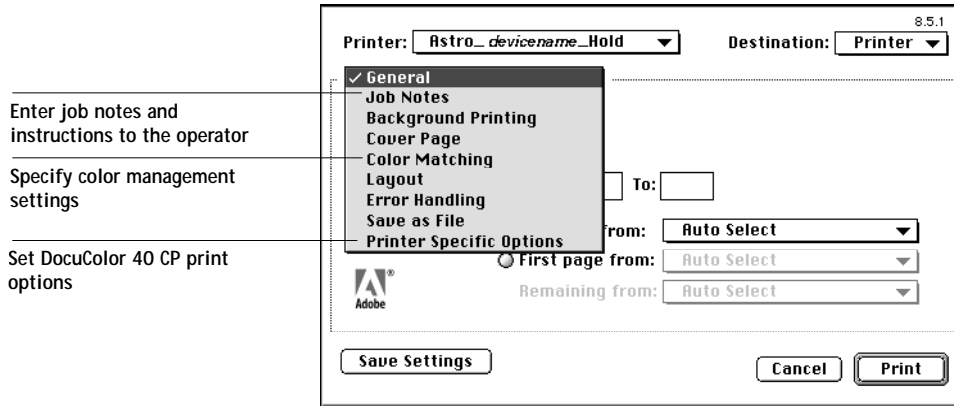 8.5.1
Printer: Astro_ devicename_Hold
Destination: Printer
✓ General
Job Notes
Background Printing
Cover Page
Color Matching
Layout
Error Handling
Save as File
Printer Specific Options
Enter job notes and
instructions to the operator
Specify color management
settings
Set DocuColor 40 CP print
options
To:
from: Auto Select
First page from: Auto Select
Remaining from: Auto Select
Adobe
Save Settings
Cancel
Print